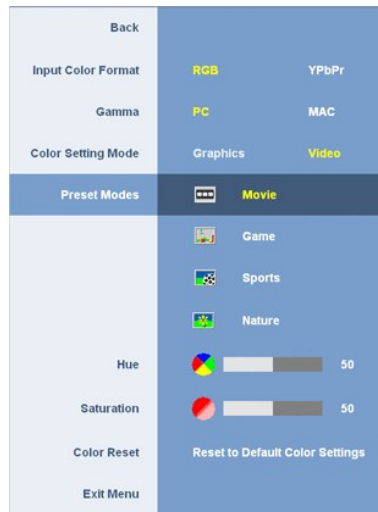 Back
Input Color Format RGB YPbPr
Gamma PC MAC
Color Setting Mode Graphics Video
Preset Modes Movie
Game
Sports
Nature
Hue 50
Saturation 50
Color Reset Reset to Default Color Settings
Exit Menu